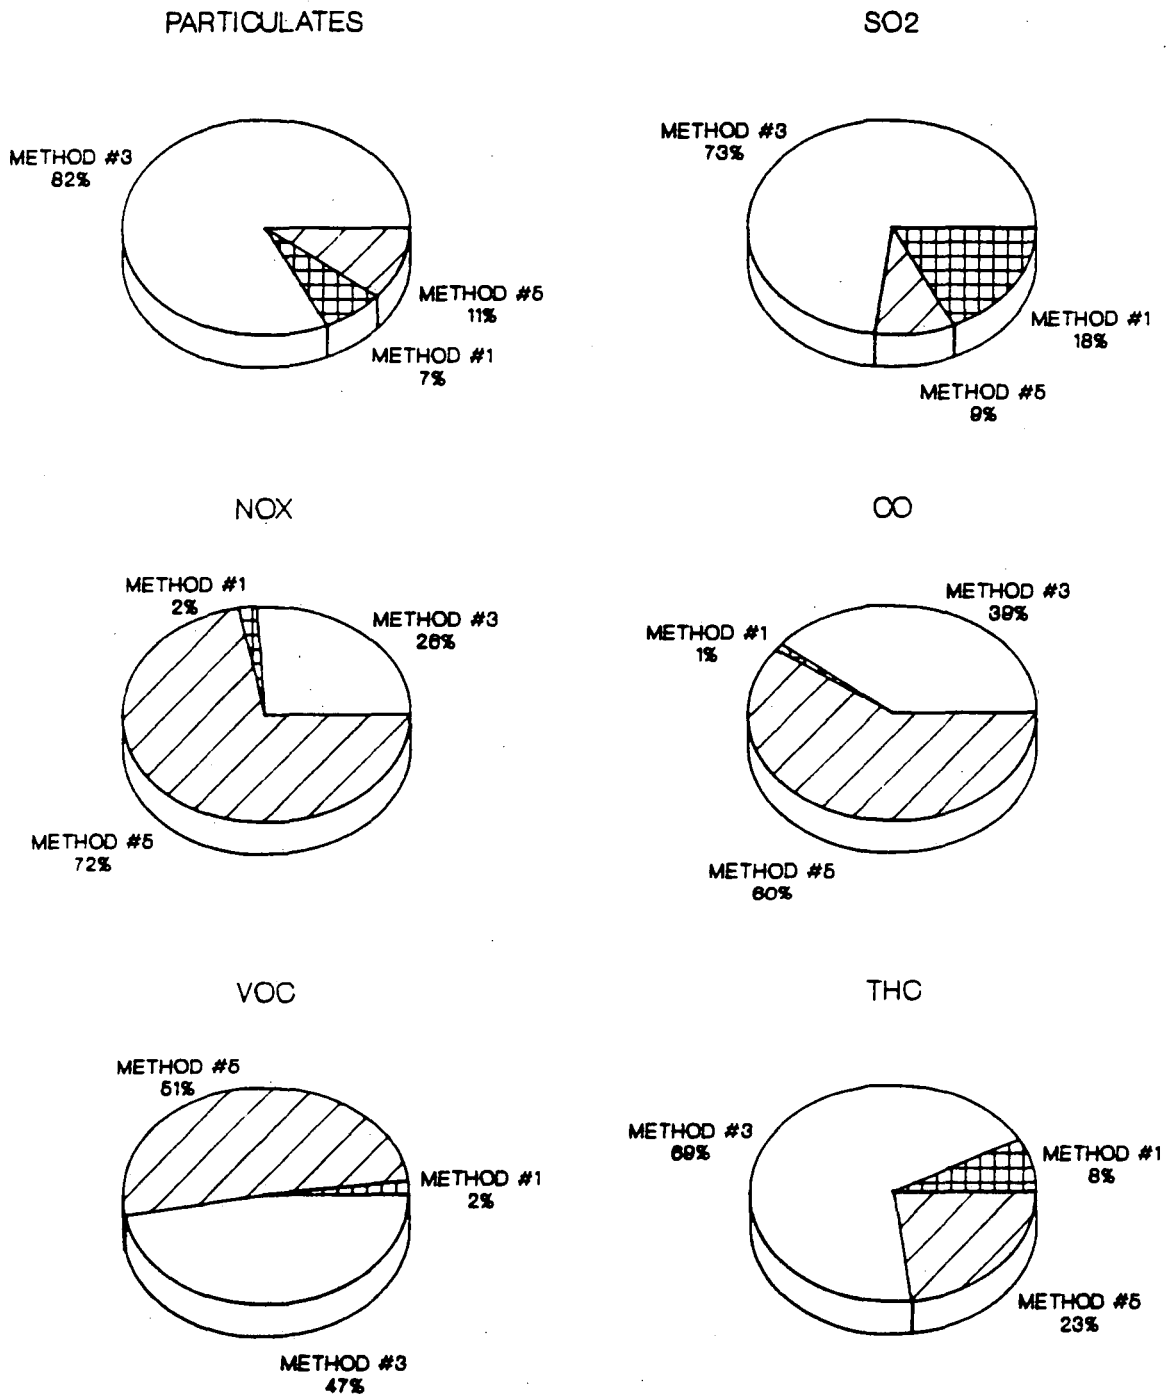 PARTICULATES
METHOD #3
82%
METHOD #5
11%
METHOD #1
7%
SO2
METHOD #3
73%
METHOD #1
18%
METHOD #5
9%
NOX
METHOD #1
2%
METHOD #3
26%
METHOD #5
72%
CO
METHOD #3
39%
METHOD #1
1%
METHOD #5
60%
VOC
METHOD #5
51%
METHOD #1
2%
METHOD #3
47%
THC
METHOD #3
69%
METHOD #1
8%
METHOD #5
23%